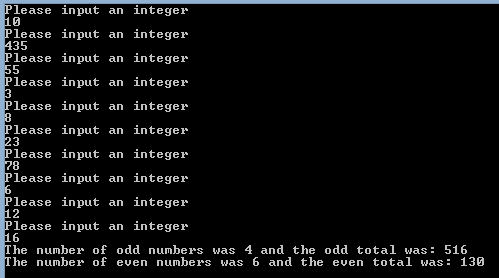 Please input an integer
10
Please input an integer
435
Please input an integer
55
Please input an integer
3
Please input an integer
8
Please input an integer
23
Please input an integer
78
Please input an integer
6
Please input an integer
12
Please input an integer
16
The number of odd numbers was 4 and the odd total was: 516
The number of even numbers was 6 and the even total was: 130